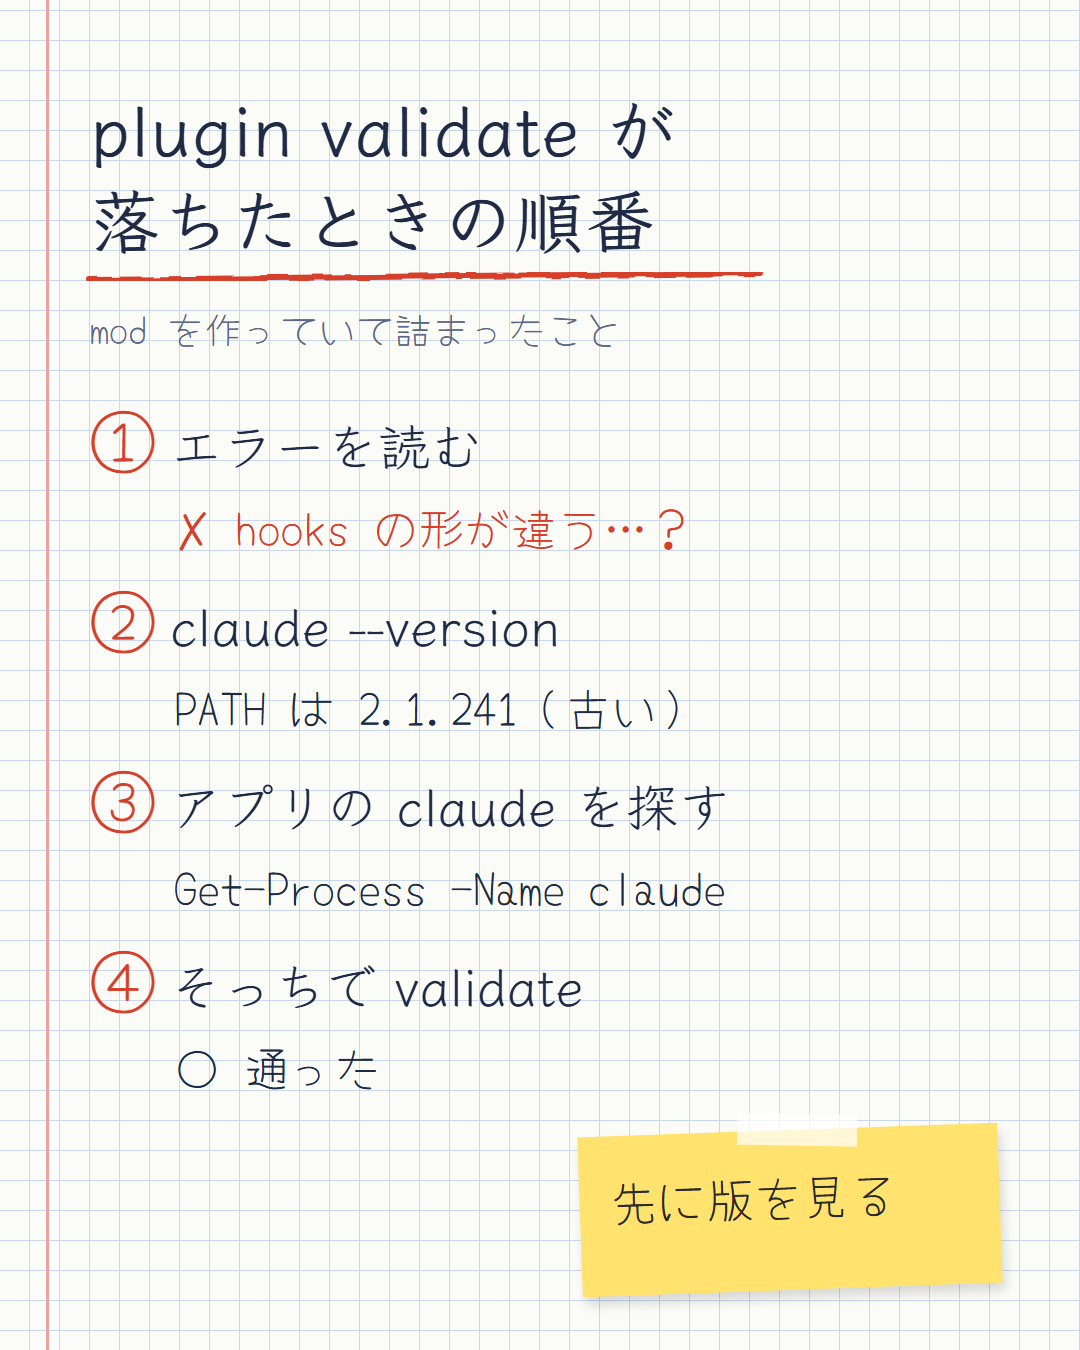 plugin validate が
落ちたときの順番
mod を作っていて詰まったこと
① エラーを読む
✗ hooks の形が違う…？
② claude --version
PATH は 2.1.241（古い）
③ アプリの claude を探す
Get-Process -Name claude
④ そっちで validate
○ 通った
先に版を見る